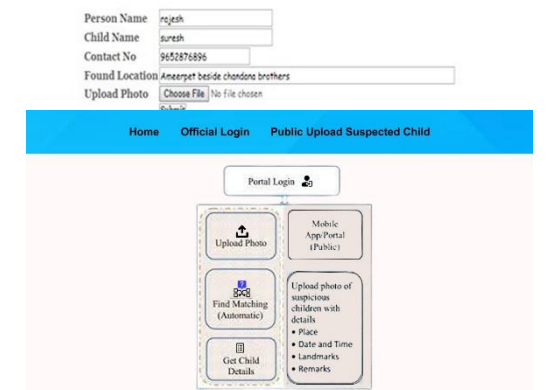 Person Name rajesh
Child Name suresh
Contact No 9652876896
Found Location Ameerpet beside chandana brothers
Upload Photo Choose File No file chosen
Submit
Home Official Login Public Upload Suspected Child
Portal Login
Upload Photo
Mobile
App/Portal
(Public)
Find Matching
(Automatic)
Upload photo of
suspicious
children with
details
• Place
• Date and Time
• Landmarks
• Remarks
Get Child
Details